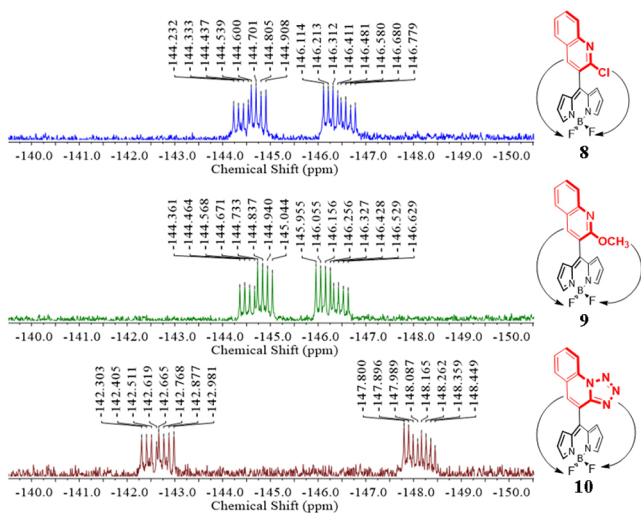 -144.232
-144.333
-144.437
-144.539
-144.600
-144.701
-144.805
-144.908
-146.114
-146.213
-146.312
-146.411
-146.481
-146.580
-146.680
-146.779
N
Cl
N
N
B
F
F
8
-140.0 -141.0 -142.0 -143.0 -144.0 -145.0 -146.0 -147.0 -148.0 -149.0 -150.0
Chemical Shift (ppm)
-144.361
-144.464
-144.568
-144.671
-144.733
-144.837
-144.940
-145.044
-145.955
-146.055
-146.156
-146.256
-146.327
-146.428
-146.529
-146.629
N
OCH3
N
N
B
F
F
9
-140.0 -141.0 -142.0 -143.0 -144.0 -145.0 -146.0 -147.0 -148.0 -149.0 -150.0
Chemical Shift (ppm)
-142.303
-142.405
-142.511
-142.619
-142.665
-142.768
-142.877
-142.981
-147.800
-147.896
-147.989
-148.087
-148.165
-148.262
-148.359
-148.449
N
N
N
N
N
N
B
F
F
10
-140.0 -141.0 -142.0 -143.0 -144.0 -145.0 -146.0 -147.0 -148.0 -149.0 -150.0
Chemical Shift (ppm)